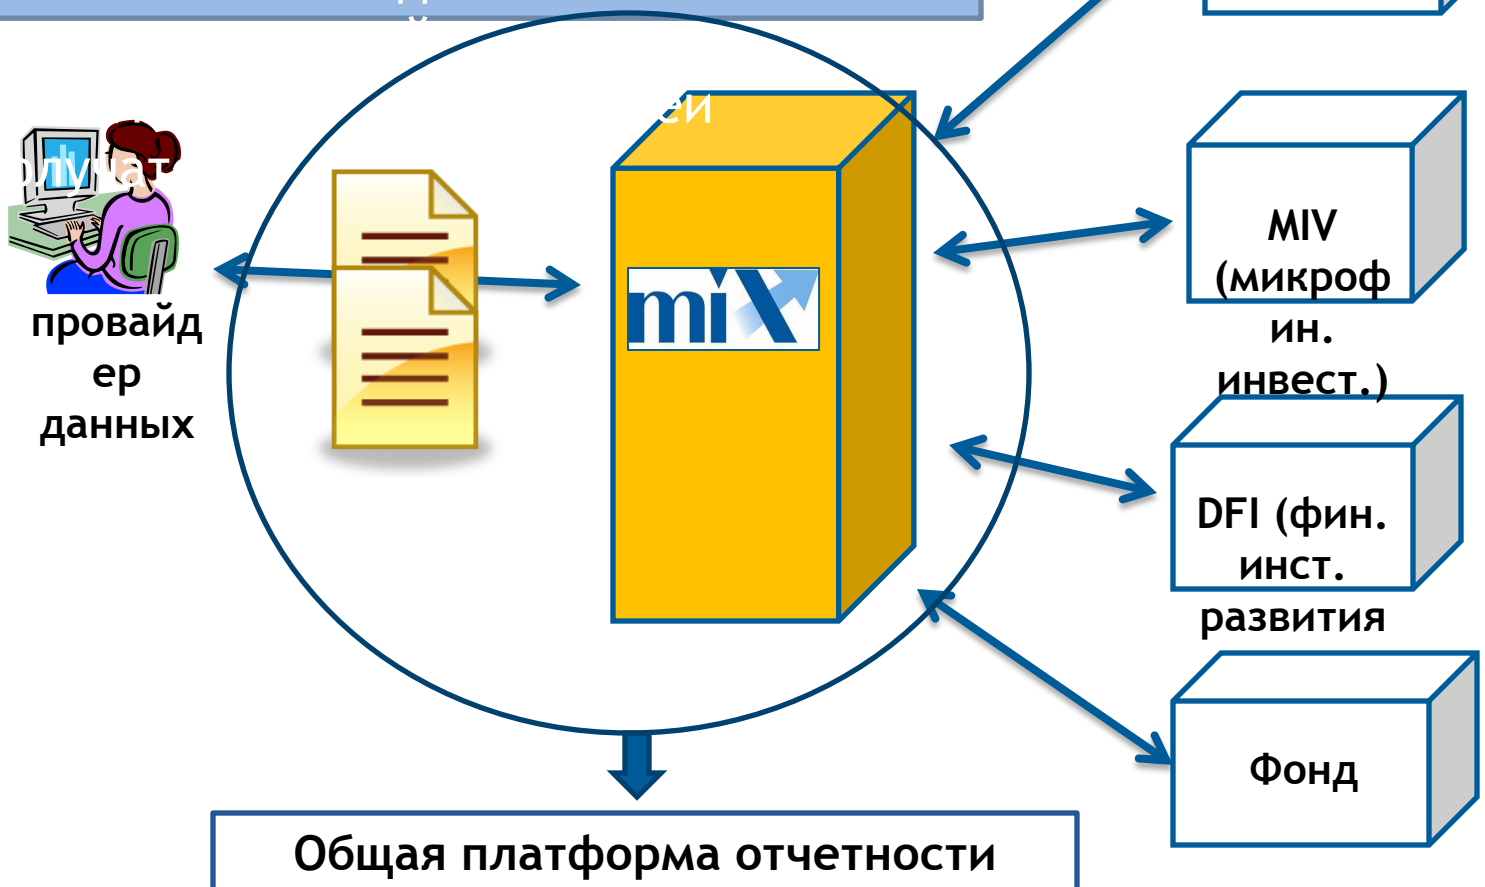 провайд
ер
данных
miX
MIV
(микроф
ин.
инвест.)
DFI (фин.
инст.
развития
Фонд
Общая платформа отчетности